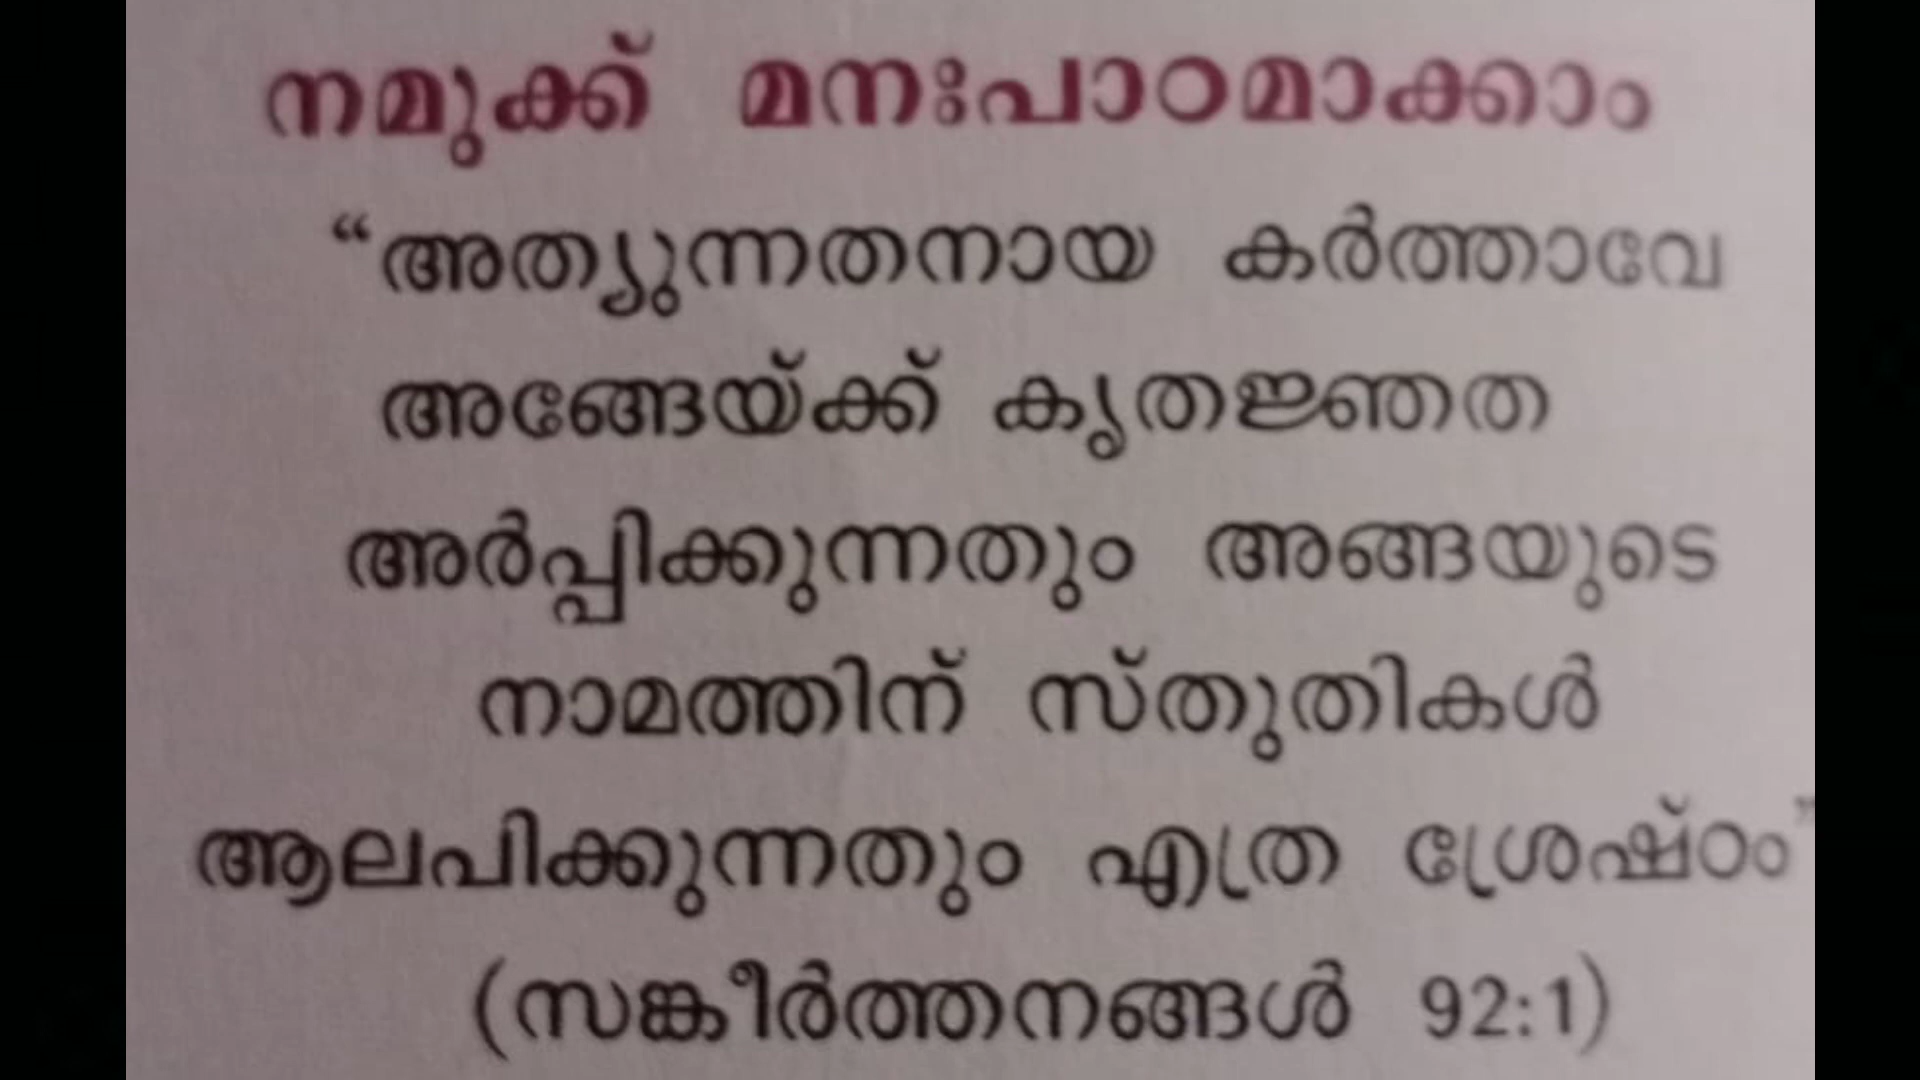 നമുക്ക് മനഃപാഠമാക്കാം
“അത്യുന്നതനായ കർത്താവേ
അങ്ങേയ്ക്ക് കൃതജ്ഞത
അർപ്പിക്കുന്നതും അങ്ങയുടെ
നാമത്തിന് സ്തുതികൾ
ആലപിക്കുന്നതും എത്ര ശ്രേഷ്ഠം”
(സങ്കീർത്തനങ്ങൾ 92:1)